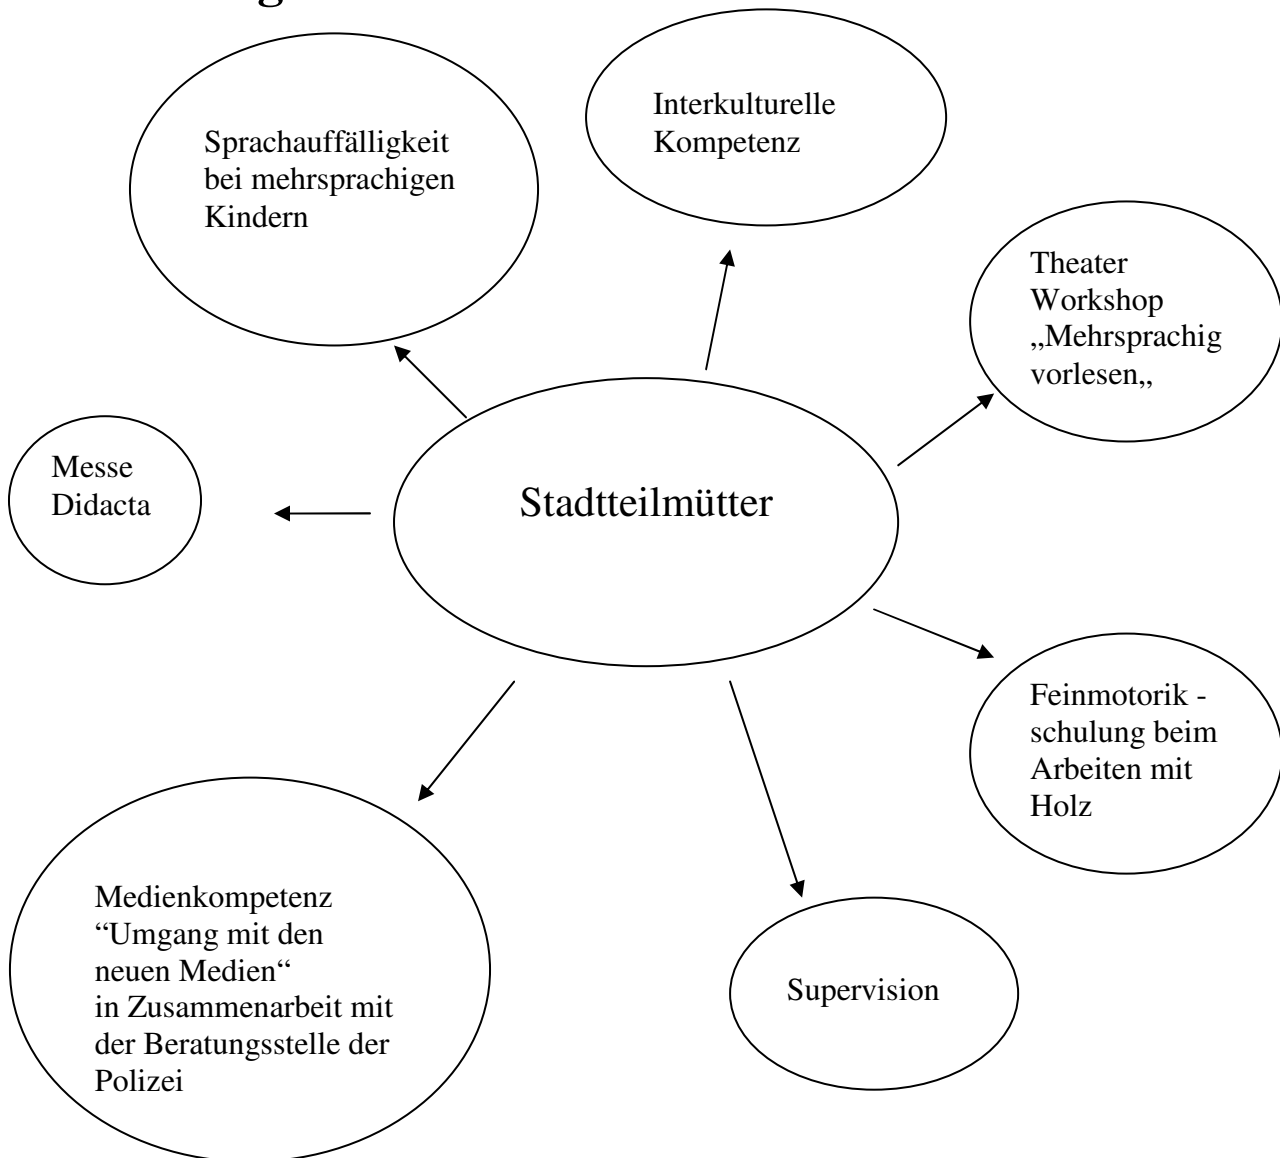 Interkulturelle
Kompetenz
Sprachauffälligkeit
bei mehrsprachigen
Kindern
Theater
Workshop
„Mehrsprachig
vorlesen„
Messe
Didacta
Stadtteilmütter
Feinmotorik -
schulung beim
Arbeiten mit
Holz
Medienkompetenz
“Umgang mit den
neuen Medien“
in Zusammenarbeit mit
der Beratungsstelle der
Polizei
Supervision